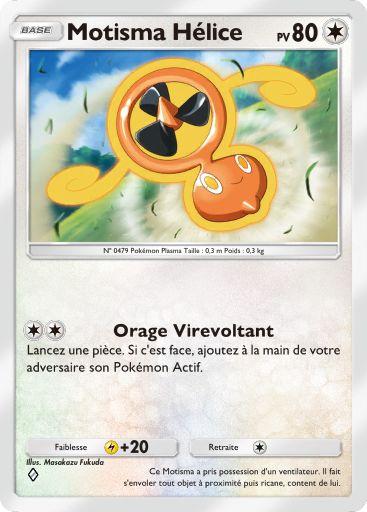 BASE Motisma Hélice PV 80
N° 0479 Pokémon Plasma Taille : 0,3 m Poids : 0,3 kg
Orage Virevoltant
Lancez une pièce. Si c'est face, ajoutez à la main de votre
adversaire son Pokémon Actif.
Faiblesse +20 Retraite
Illus. Masakazu Fukuda
Ce Motisma a pris possession d'un ventilateur. Il fait
s'envoler tout objet à proximité puis ricane, content de lui.